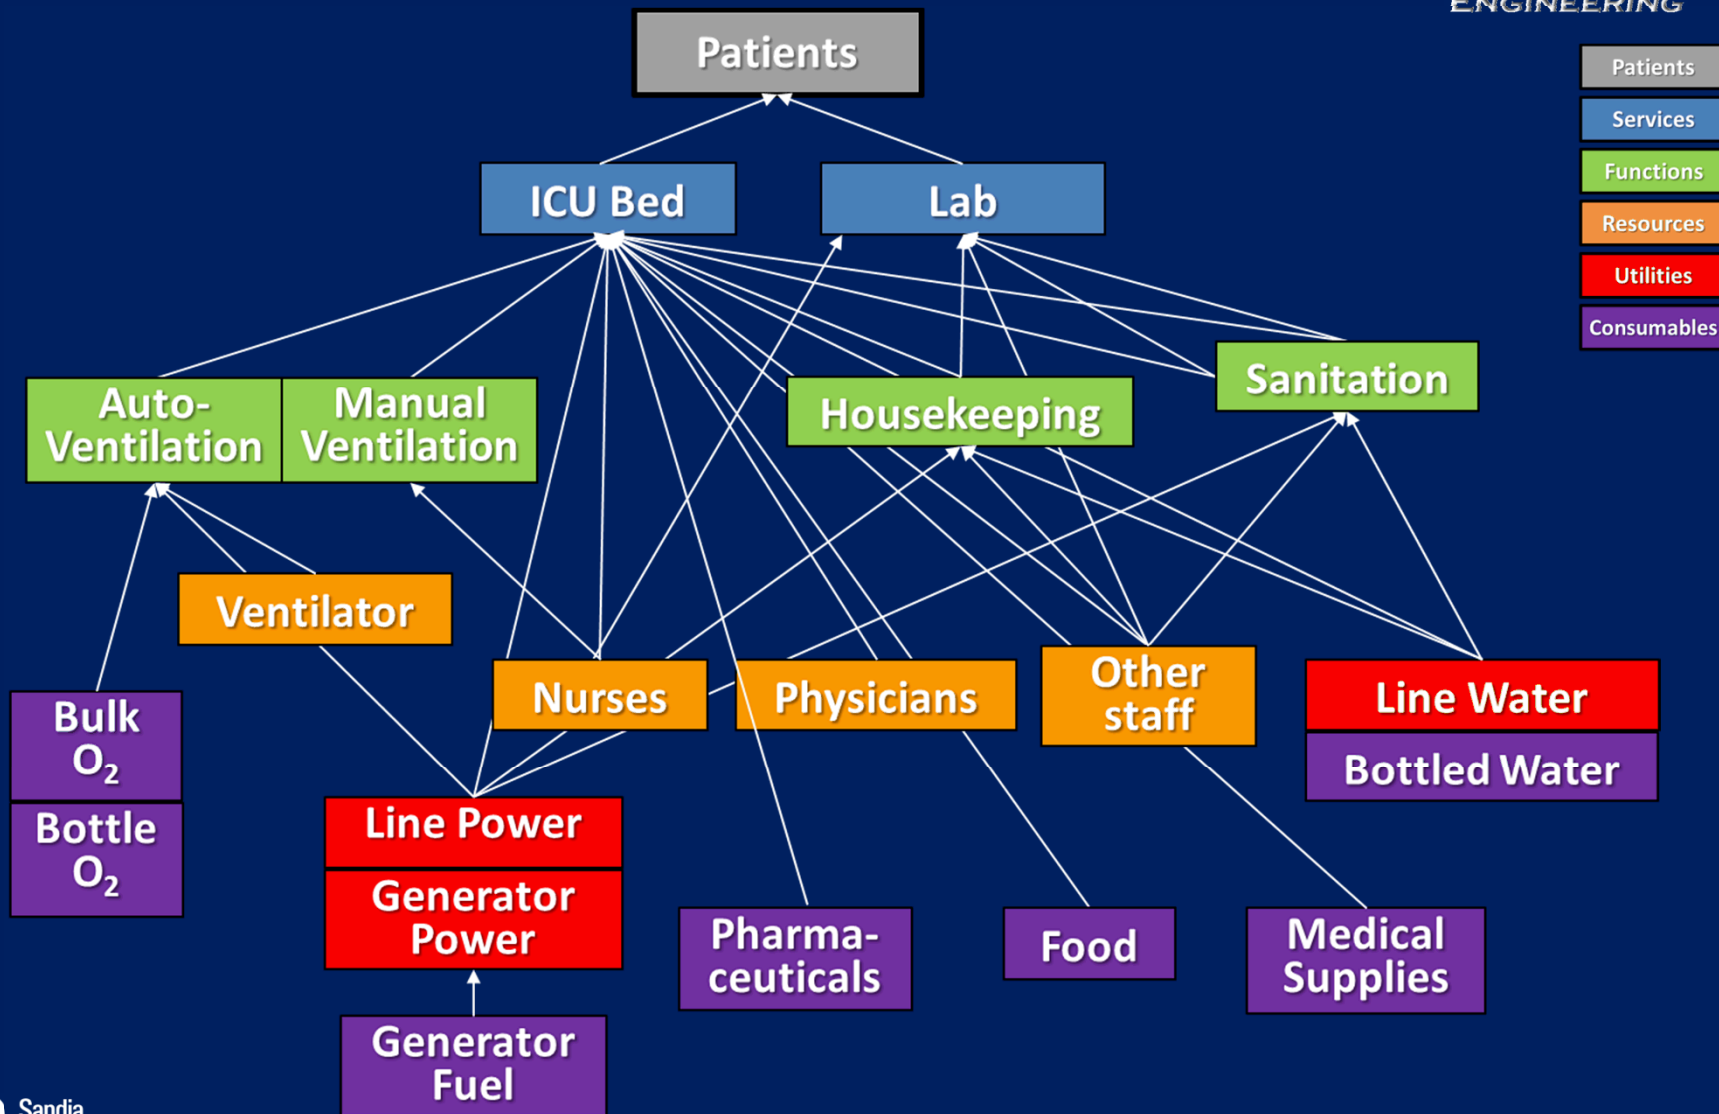 ENGINEERING
Patients
Patients
Services
Functions
Resources
Utilities
Consumables
ICU Bed
Lab
Auto-
Ventilation
Manual
Ventilation
Housekeeping
Sanitation
Ventilator
Nurses
Physicians
Other
staff
Line Water
Bottled Water
Bulk
O₂
Bottle
O₂
Line Power
Generator
Power
Pharma-
ceuticals
Food
Medical
Supplies
Generator
Fuel
Sandia